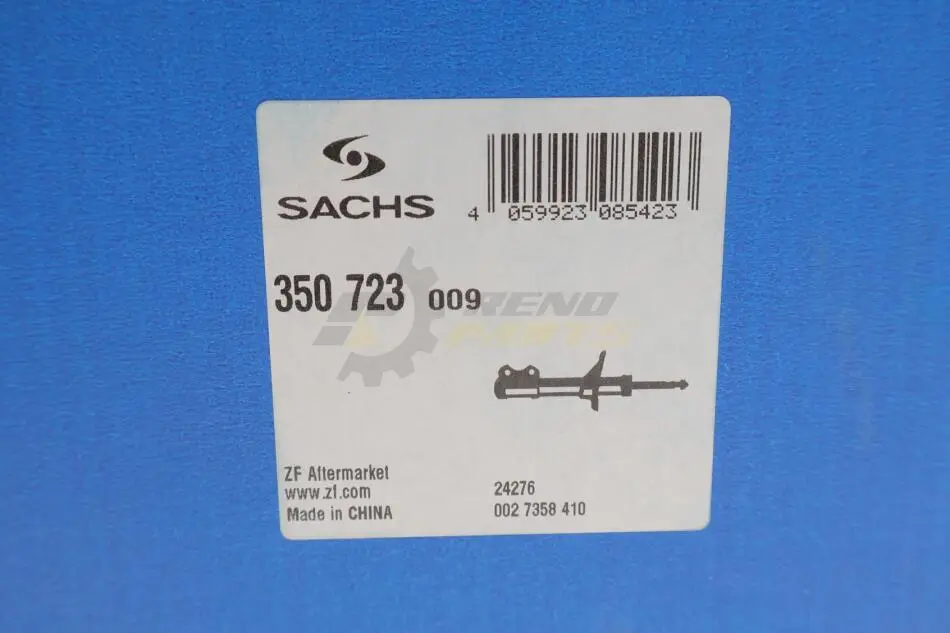 SACHS
4 059923 085423
350 723 009
TREND
PARTS
ZF Aftermarket
www.zf.com
Made in CHINA
24276
002 7358 410